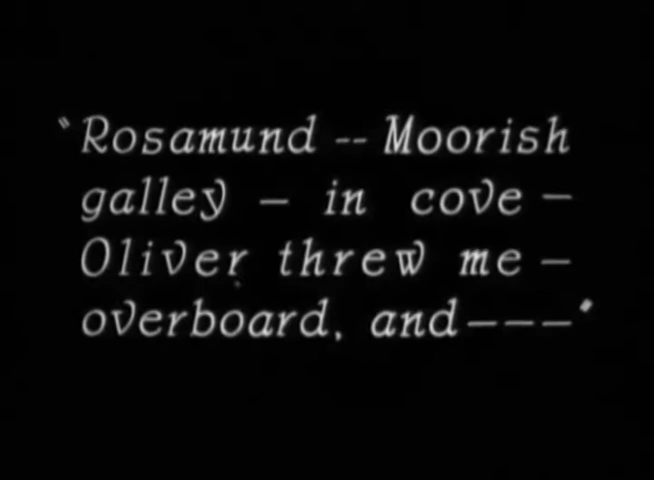 "Rosamund -- Moorish
galley — in cove —
Oliver threw me —
overboard, and ———"